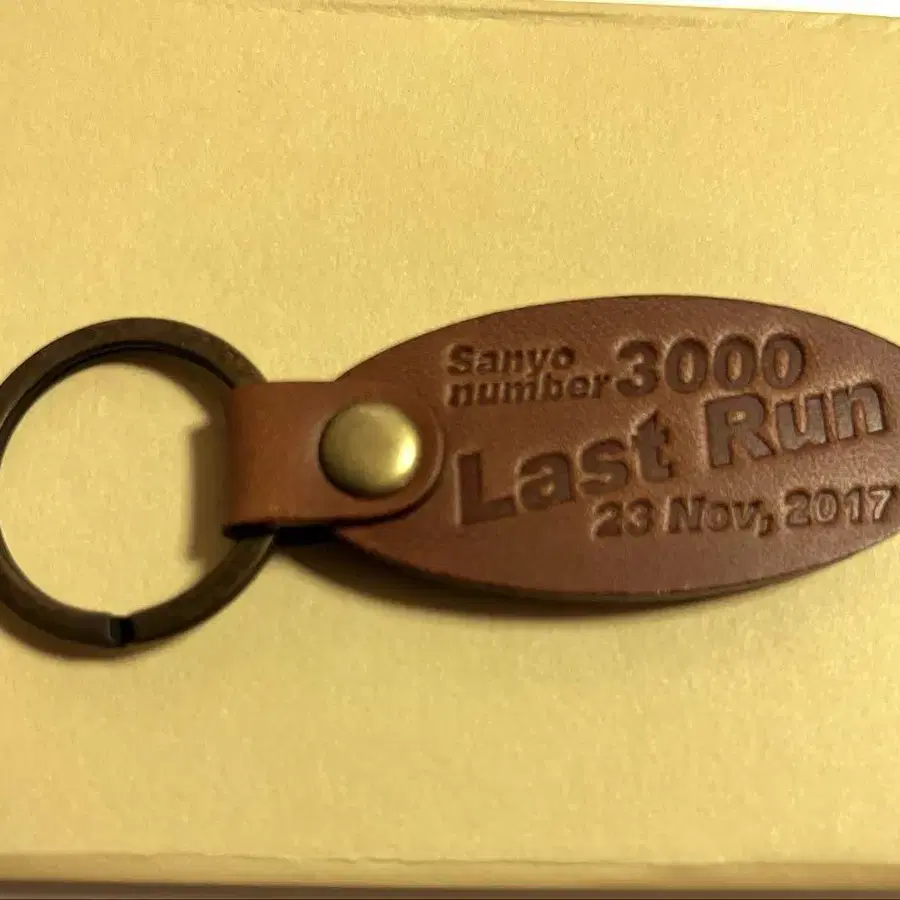 Sanyo
number 3000
Last Run
23 Nov, 2017